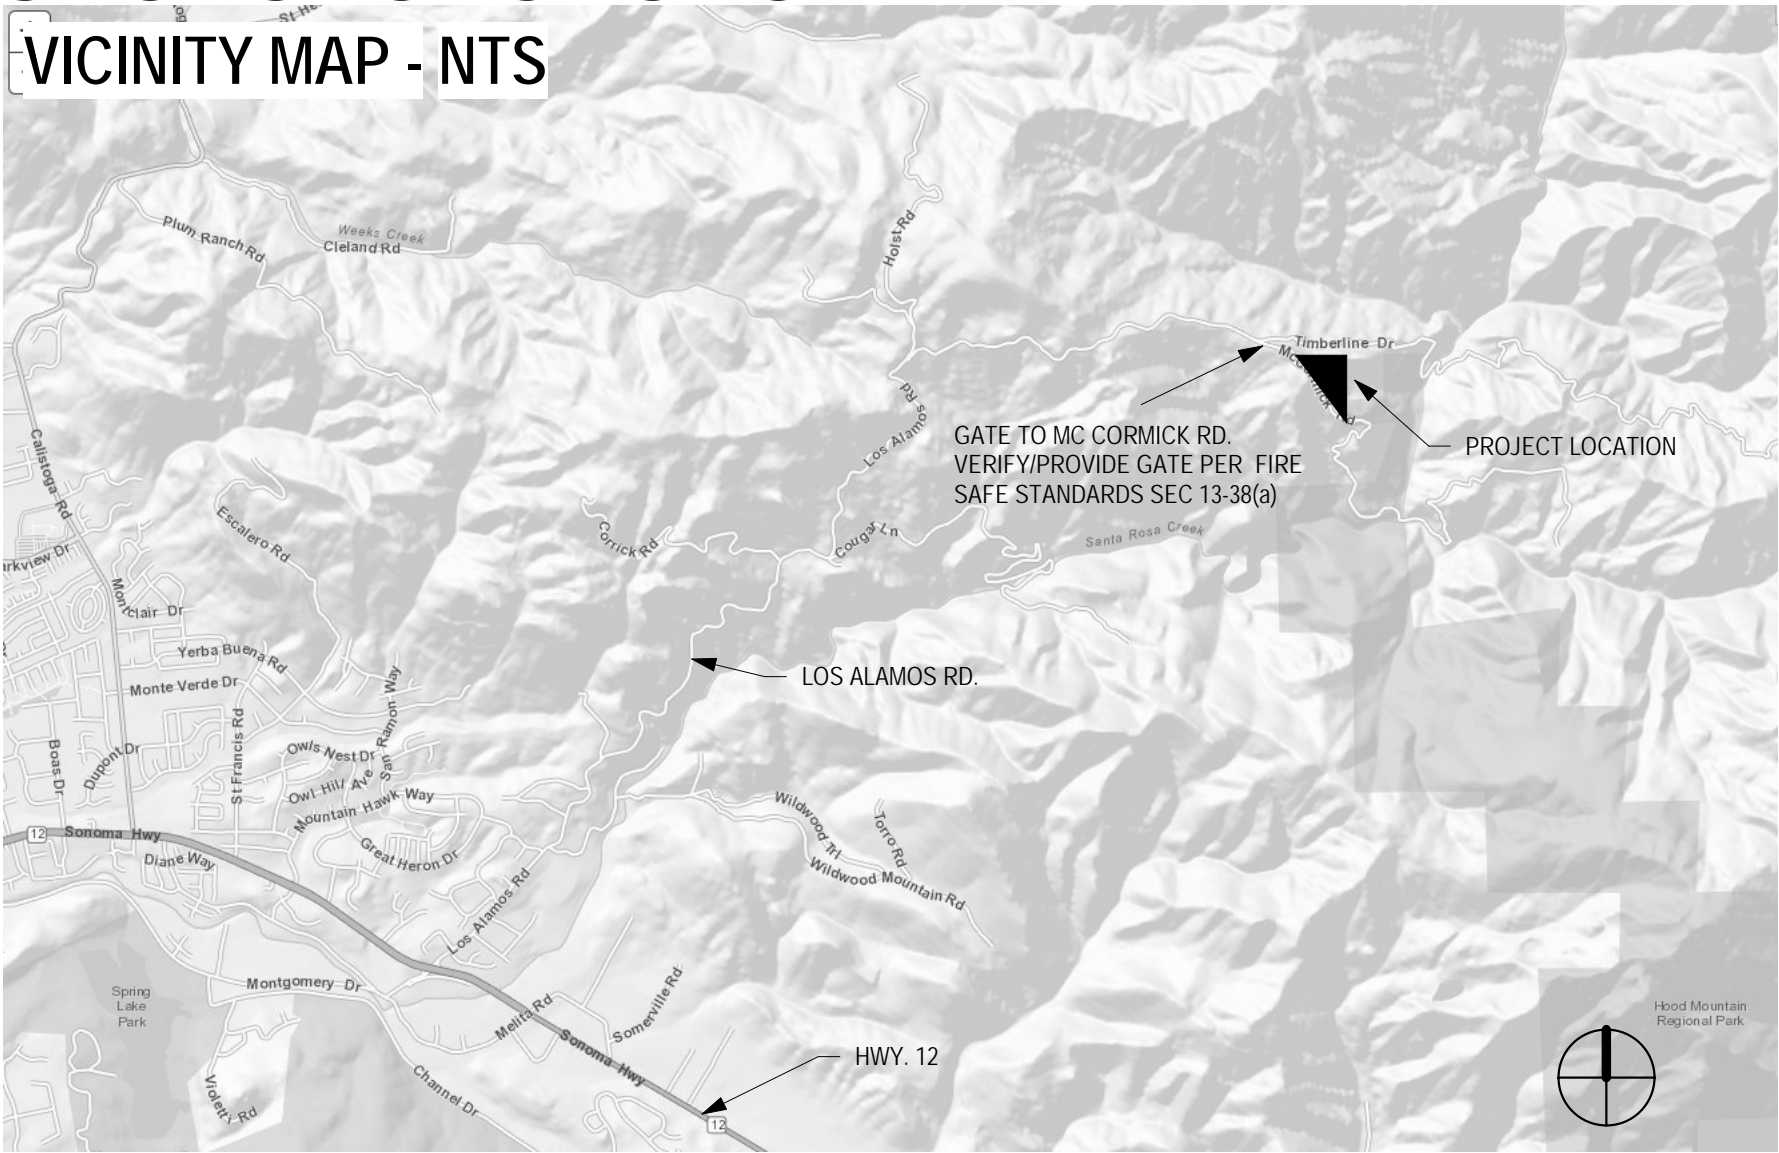 VICINITY MAP - NTS
Plum Ranch Rd
Weeks Creek
Cleland Rd
Holst Rd
Timberline Dr
Los Alamos Rd
GATE TO MC CORMICK RD.
VERIFY/PROVIDE GATE PER FIRE
SAFE STANDARDS SEC 13-38(a)
PROJECT LOCATION
Calistoga Rd
Escalero Rd
Corrick Rd
Cougar Ln
Santa Rosa Creek
arkview Dr
Montclair Dr
Yerba Buena Rd
Monte Verde Dr
San Ramon Way
LOS ALAMOS RD.
Boas Dr
Dupont Dr
St Francis Rd
Owls Nest Dr
Owl Hill Ave
Mountain Hawk Way
Great Heron Dr
Wildwood Trl
Torro Rd
Wildwood Mountain Rd
12
Sonoma Hwy
Diane Way
Los Alamos Rd
Spring
Lake
Park
Montgomery Dr
Melita Rd
Somerville Rd
Sonoma Hwy
HWY. 12
12
Channel Dr
Violetti Rd
Hood Mountain
Regional Park